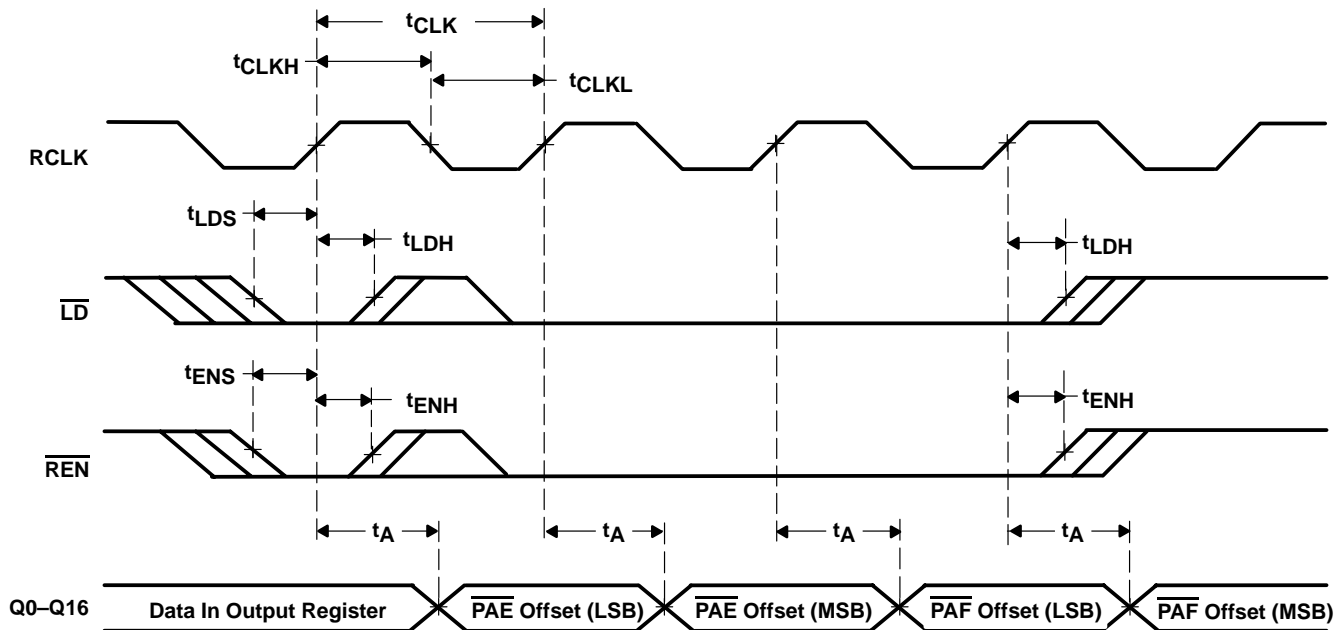 tCLK
tCLKH
tCLKL
RCLK
tLDS
tLDH
tLDH
LD
tENS
tENH
tENH
REN
tA
tA
tA
tA
Q0–Q16
Data In Output Register
PAE Offset (LSB)
PAE Offset (MSB)
PAF Offset (LSB)
PAF Offset (MSB)